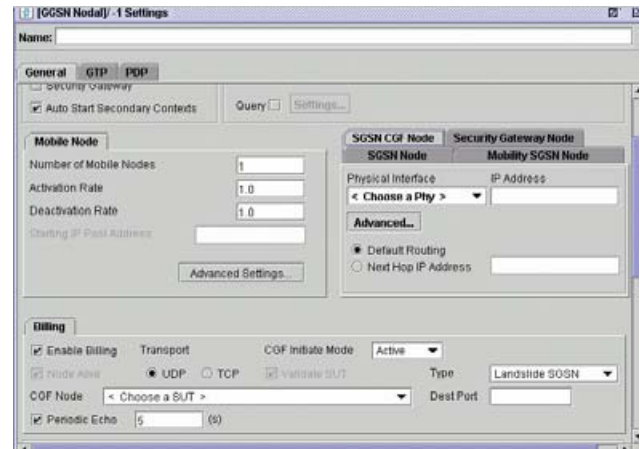 [GGSN Nodal]/ -1 Settings
Name:
General GTP PDP
Security Gateway
Auto Start Secondary Contexts Query Settings...
Mobile Node
Number of Mobile Nodes 1
Activation Rate 1.0
Deactivation Rate 1.0
Starting IP Pool Address
Advanced Settings...
SGSN CGF Node Security Gateway Node
SGSN Node Mobility SGSN Node
Physical Interface IP Address
< Choose a Phy >
Advanced...
Default Routing
Next Hop IP Address
Billing
Enable Billing Transport CGF Initiate Mode Active
Node Alive UDP TCP Validate SUT Type Landslide SGSN
CGF Node < Choose a SUT > Dest Port
Periodic Echo 5 (s)